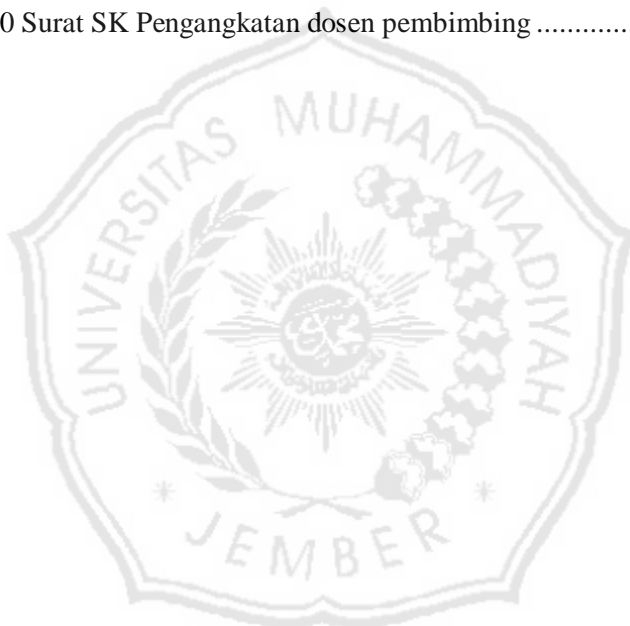 0 Surat SK Pengangkatan dosen pembimbing ............
UNIVERSITAS MUHAMMADIYAH
JEMBER